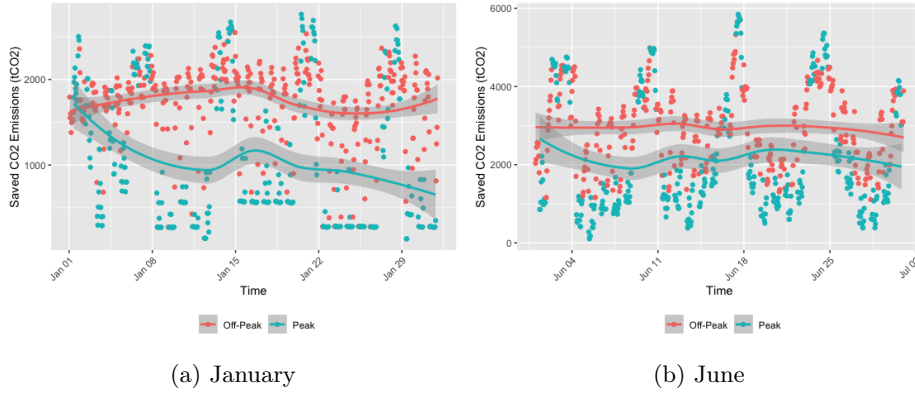 Saved CO2 Emissions (tCO2)
2000
1000
Jan 01
Jan 08
Jan 15
Jan 22
Jan 29
Time
Off-Peak Peak
(a) January
Saved CO2 Emissions (tCO2)
6000
4000
2000
0
Jun 04
Jun 11
Jun 18
Jun 25
Time
Off-Peak Peak
(b) June